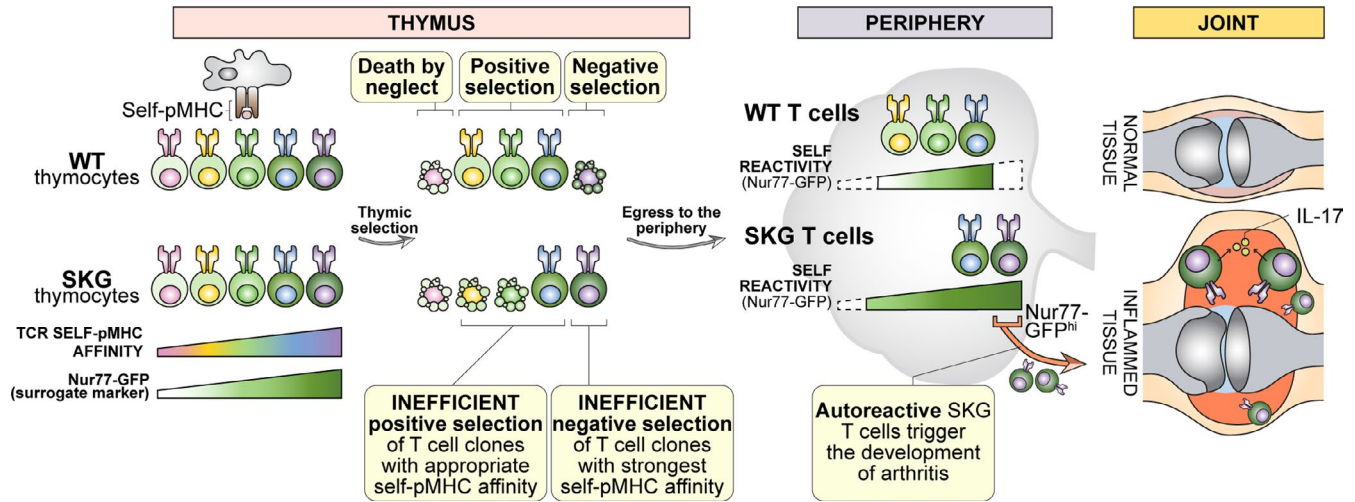 THYMUS
PERIPHERY
JOINT
Self-pMHC
WT
thymocytes
SKG
thymocytes
TCR SELF-pMHC
AFFINITY
Nur77-GFP
(surrogate marker)
Thymic
selection
Death by
neglect
Positive
selection
Negative
selection
INEFFICIENT
positive selection
of T cell clones
with appropriate
self-pMHC affinity
INEFFICIENT
negative selection
of T cell clones
with strongest
self-pMHC affinity
Egress to the
periphery
WT T cells
SELF
REACTIVITY
(Nur77-GFP)
SKG T cells
SELF
REACTIVITY
(Nur77-GFP)
Nur77-
GFPhi
Autoreactive SKG
T cells trigger
the development
of arthritis
NORMAL
TISSUE
IL-17
INFLAMMED
TISSUE